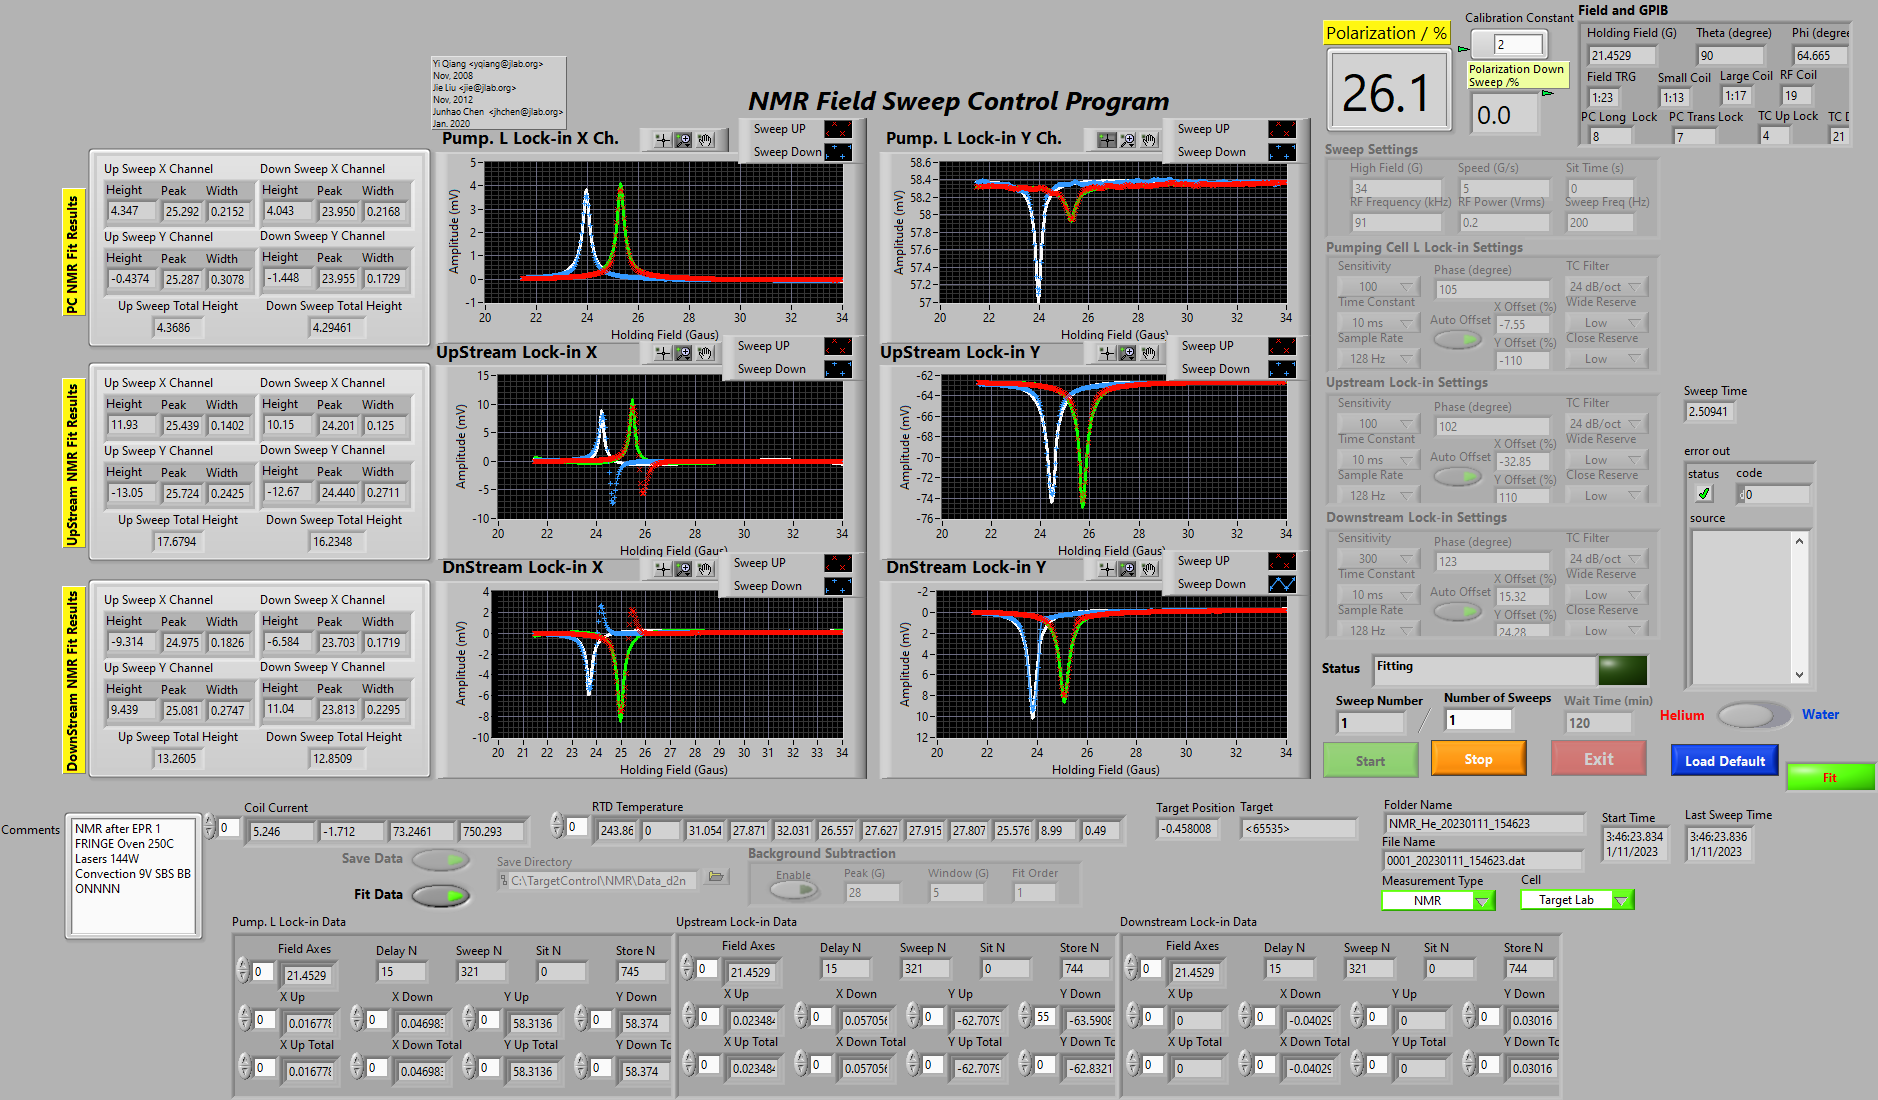 Yi Qiang <yqiang@jlab.org>
Nov, 2008
Jie Liu <jie@jlab.org>
Nov, 2012
Junhao Chen <jhchen@jlab.org>
Jan. 2020
NMR Field Sweep Control Program
Polarization / %
26.1
Calibration Constant
2
Polarization Down
Sweep /%
0.0
Field and GPIB
Holding Field (G) Theta (degree)
21.4529 90 64.665
Field TRG Small Coil Large Coil RF Coil
1:23 1:13 1:17 19
PC Long Lock PC Trans Lock TC Up Lock
8 7 4 21
PC NMR Fit Results
Up Sweep X Channel Down Sweep X Channel
Height Peak Width Height Peak Width
4.347 25.292 0.2152 4.043 23.950 0.2168
Up Sweep Y Channel Down Sweep Y Channel
Height Peak Width Height Peak Width
-0.4374 25.287 0.3078 -1.448 23.955 0.1729
Up Sweep Total Height Down Sweep Total Height
4.3686 4.29461
UpStream NMR Fit Results
Up Sweep X Channel Down Sweep X Channel
Height Peak Width Height Peak Width
11.93 25.439 0.1402 10.15 24.201 0.125
Up Sweep Y Channel Down Sweep Y Channel
Height Peak Width Height Peak Width
-13.05 25.724 0.2425 -12.67 24.440 0.2711
Up Sweep Total Height Down Sweep Total Height
17.6794 16.2348
DownStream NMR Fit Results
Up Sweep X Channel Down Sweep X Channel
Height Peak Width Height Peak Width
-9.314 24.975 0.1826 -6.584 23.703 0.1719
Up Sweep Y Channel Down Sweep Y Channel
Height Peak Width Height Peak Width
9.439 25.081 0.2747 11.04 23.813 0.2295
Up Sweep Total Height Down Sweep Total Height
13.2605 12.8509
Pump. L Lock-in X Ch.
Sweep UP
Sweep Down
Amplitude (mV)
5
4
3
2
1
0
-1
20 22 24 26 28 30 32 34
Holding Field (Gaus)
Pump. L Lock-in Y Ch.
Sweep UP
Sweep Down
Amplitude (mV)
58.6
58.4
58.2
58
57.8
57.6
57.4
57.2
57
20 22 24 26 28 30 32 34
Holding Field (Gaus)
UpStream Lock-in X
Sweep UP
Sweep Down
Amplitude (mV)
15
10
5
0
-5
-10
20 22 24 26 28 30 32 34
Holding Field (Gaus)
UpStream Lock-in Y
Sweep UP
Sweep Down
Amplitude (mV)
-62
-64
-66
-68
-70
-72
-74
-76
20 22 24 26 28 30 32 34
Holding Field (Gaus)
DnStream Lock-in X
Sweep UP
Sweep Down
Amplitude (mV)
4
2
0
-2
-4
-6
-8
-10
20 21 22 23 24 25 26 27 28 29 30 31 32 34
Holding Field (Gaus)
DnStream Lock-in Y
Sweep UP
Sweep Down
Amplitude (mV)
-2
0
2
4
6
8
10
12
20 22 24 26 28 30 32 34
Holding Field (Gaus)
Sweep Settings
High Field (G) Speed (G/s) Sit Time (s)
34 5 0
RF Frequency (kHz) RF Power (Vrms) Sweep Freq (Hz)
91 0.2 200
Pumping Cell L Lock-in Settings
Sensitivity Phase (degree) TC Filter
100 105 24 dB/oct
Time Constant X Offset (%) Wide Reserve
10 ms Auto Offset -7.55 Low
Sample Rate Y Offset (%) Close Reserve
128 Hz -110 Low
Upstream Lock-in Settings
Sensitivity Phase (degree) TC Filter
100 102 24 dB/oct
Time Constant X Offset (%) Wide Reserve
10 ms Auto Offset -32.85 Low
Sample Rate Y Offset (%) Close Reserve
128 Hz 110 Low
Downstream Lock-in Settings
Sensitivity Phase (degree) TC Filter
300 123 24 dB/oct
Time Constant X Offset (%) Wide Reserve
10 ms Auto Offset 15.32 Low
Sample Rate Y Offset (%) Close Reserve
128 Hz 24.28 Low
Sweep Time
2.50941
error out
status code
0
source
Status Fitting
Sweep Number Number of Sweeps Wait Time (min)
1 / 1 120
Helium Water
Start Stop Exit Load Default
Fit
Comments
NMR after EPR 1
FRINGE Oven 250C
Lasers 144W
Convection 9V SBS BB
ONNNN
Coil Current
0 5.246 -1.712 73.2461 750.293
RTD Temperature
0 243.86 0 31.054 27.871 32.031 26.557 27.627 27.915 27.807 25.576 8.99 0.49
Target Position Target
-0.458008 <65535>
Folder Name
NMR_He_20230111_154623
File Name
0001_20230111_154623.dat
Start Time
3:46:23.834
1/11/2023
Last Sweep Time
3:46:23.836
1/11/2023
Measurement Type Cell
NMR Target Lab
Save Data
Fit Data
Save Directory
C:\TargetControl\NMR\Data_d2n
Background Subtraction
Enable Peak (G) Window (G) Fit Order
28 5 1
Pump. L Lock-in Data
Field Axes Delay N Sweep N Sit N Store N
0 21.4529 15 321 0 745
X Up X Down Y Up Y Down
0 0.016778 0 0.046983 0 58.3136 0 58.374
X Up Total X Down Total Y Up Total
0 0.016778 0 0.046983 0 58.3136 0 58.374
Upstream Lock-in Data
Field Axes Delay N Sweep N Sit N Store N
0 21.4529 15 321 0 744
X Up X Down Y Up Y Down
0 0.023484 0 0.057056 0 -62.7079 55 -63.5908
X Up Total X Down Total Y Up Total
0 0.023484 0 0.057056 0 -62.7079 0 -62.8321
Downstream Lock-in Data
Field Axes Delay N Sweep N Sit N Store N
0 21.4529 15 321 0 744
X Up X Down Y Up Y Down
0 0 0 -0.04029 0 0 0 0.03016
X Up Total X Down Total Y Up Total
0 0 0 -0.04029 0 0 0 0.03016